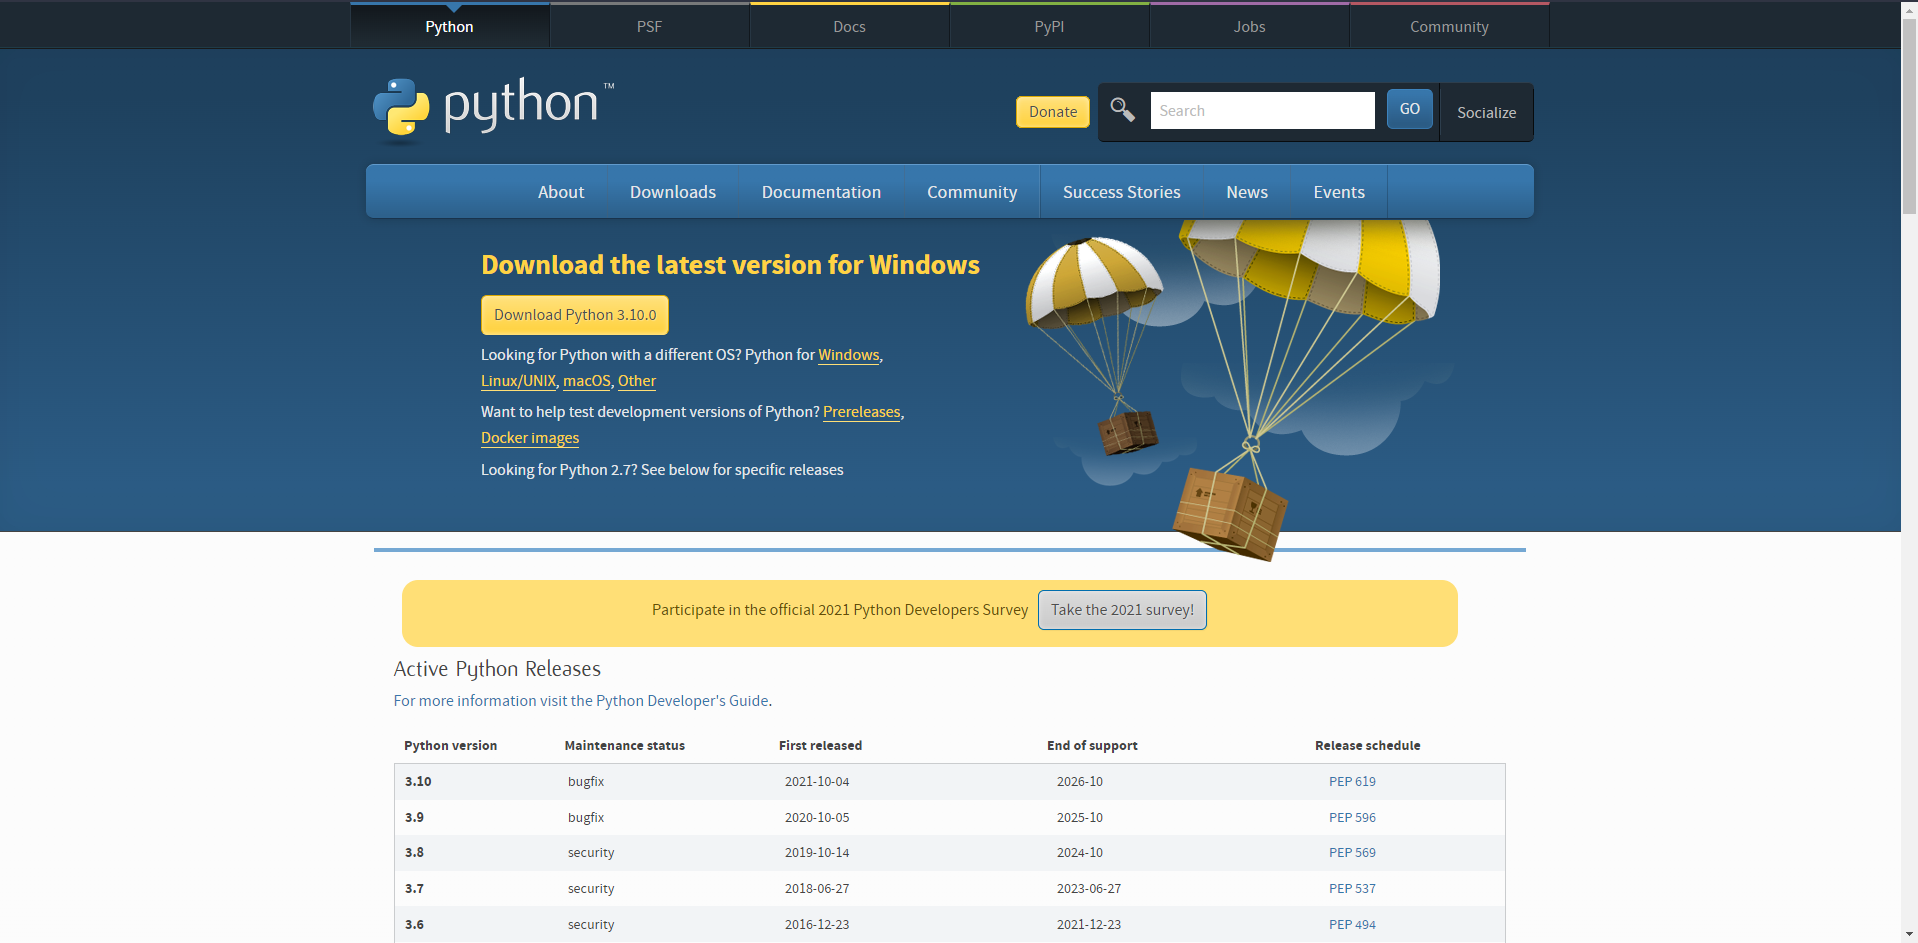 Python PSF Docs PyPI Jobs Community
python™
Donate Search GO Socialize
About Downloads Documentation Community Success Stories News Events
Download the latest version for Windows
Download Python 3.10.0
Looking for Python with a different OS? Python for Windows,
Linux/UNIX, macOS, Other
Want to help test development versions of Python? Prereleases,
Docker images
Looking for Python 2.7? See below for specific releases
Participate in the official 2021 Python Developers Survey Take the 2021 survey!
Active Python Releases
For more information visit the Python Developer's Guide.
Python version Maintenance status First released End of support Release schedule
3.10 bugfix 2021-10-04 2026-10 PEP 619
3.9 bugfix 2020-10-05 2025-10 PEP 596
3.8 security 2019-10-14 2024-10 PEP 569
3.7 security 2018-06-27 2023-06-27 PEP 537
3.6 security 2016-12-23 2021-12-23 PEP 494